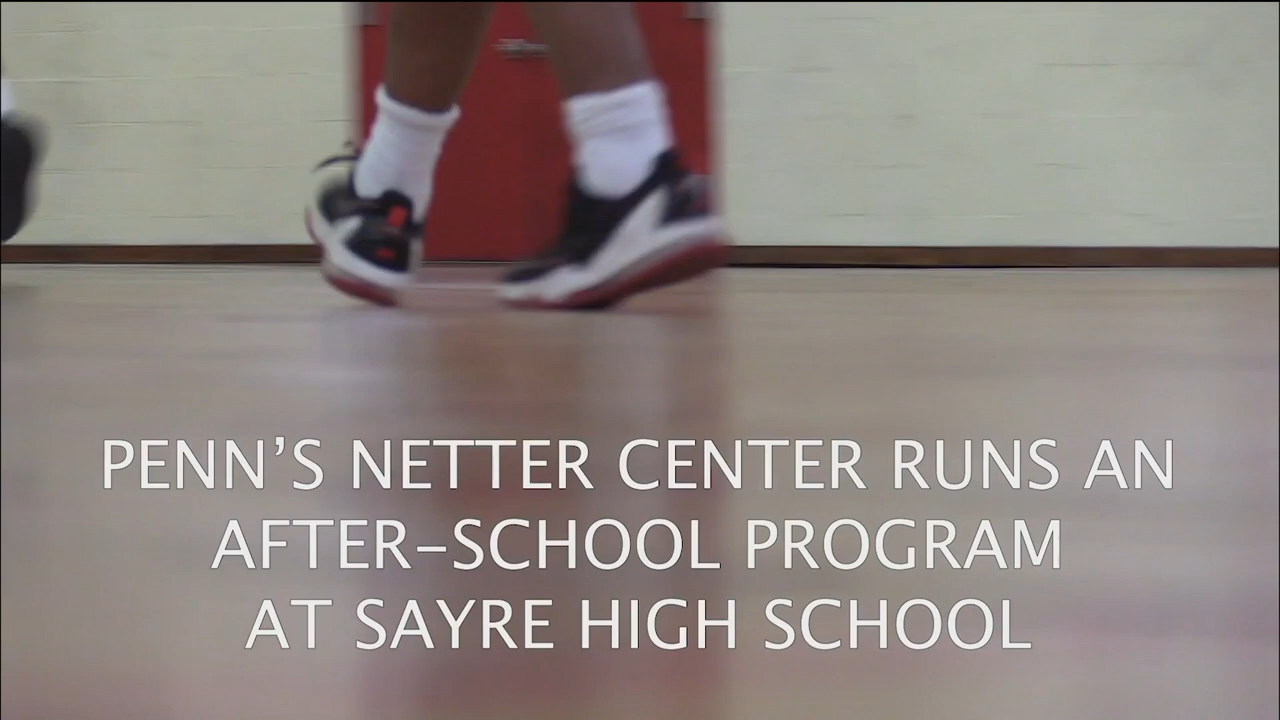 PENN’S NETTER CENTER RUNS AN
AFTER–SCHOOL PROGRAM
AT SAYRE HIGH SCHOOL